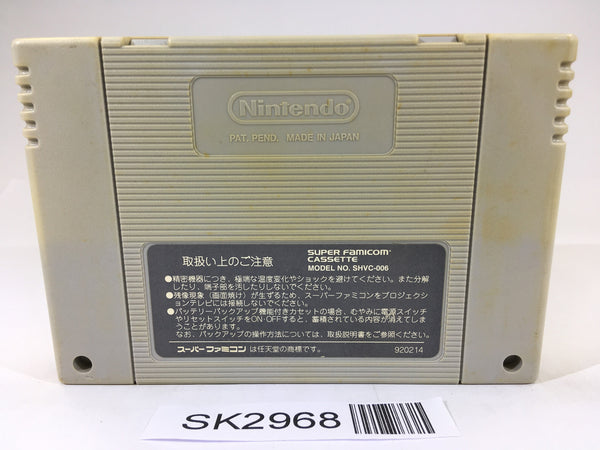 Nintendo
PAT. PEND. MADE IN JAPAN
取扱い上のご注意
SUPER FAMICOM
CASSETTE
MODEL NO. SHVC-006
●精密機器につき、極端な温度変化やショックを避けてください。また分解
したり、端子部を汚したりしないでください。
●残像現象（画面焼け）が生ずるため、スーパーファミコンをプロジェクシ
ョンテレビには接続しないでください。
●バッテリーバックアップ機能付きカセットの場合、むやみに電源スイッチ
やリセットスイッチをON・OFFすると、蓄積されている内容が消えてしま
うことがあります。
なお、バックアップの操作方法については、取扱説明書をご参照ください。
スーパーファミコンは任天堂の商標です。
920214
SK2968